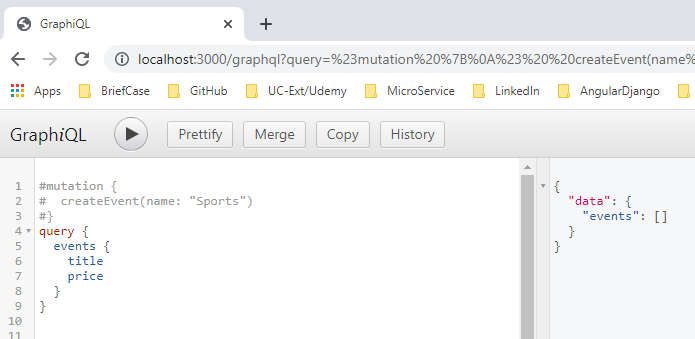 GraphiQL
localhost:3000/graphql?query=%23mutation%20%7B%0A%23%20%20createEvent(name%
Apps BriefCase GitHub UC-Ext/Udemy MicroService LinkedIn AngularDjango
GraphiQL Prettify Merge Copy History
1 #mutation {
2 #  createEvent(name: "Sports")
3 #}
4 query {
5   events {
6     title
7     price
8   }
9 }
10
11
{
  "data": {
    "events": []
  }
}